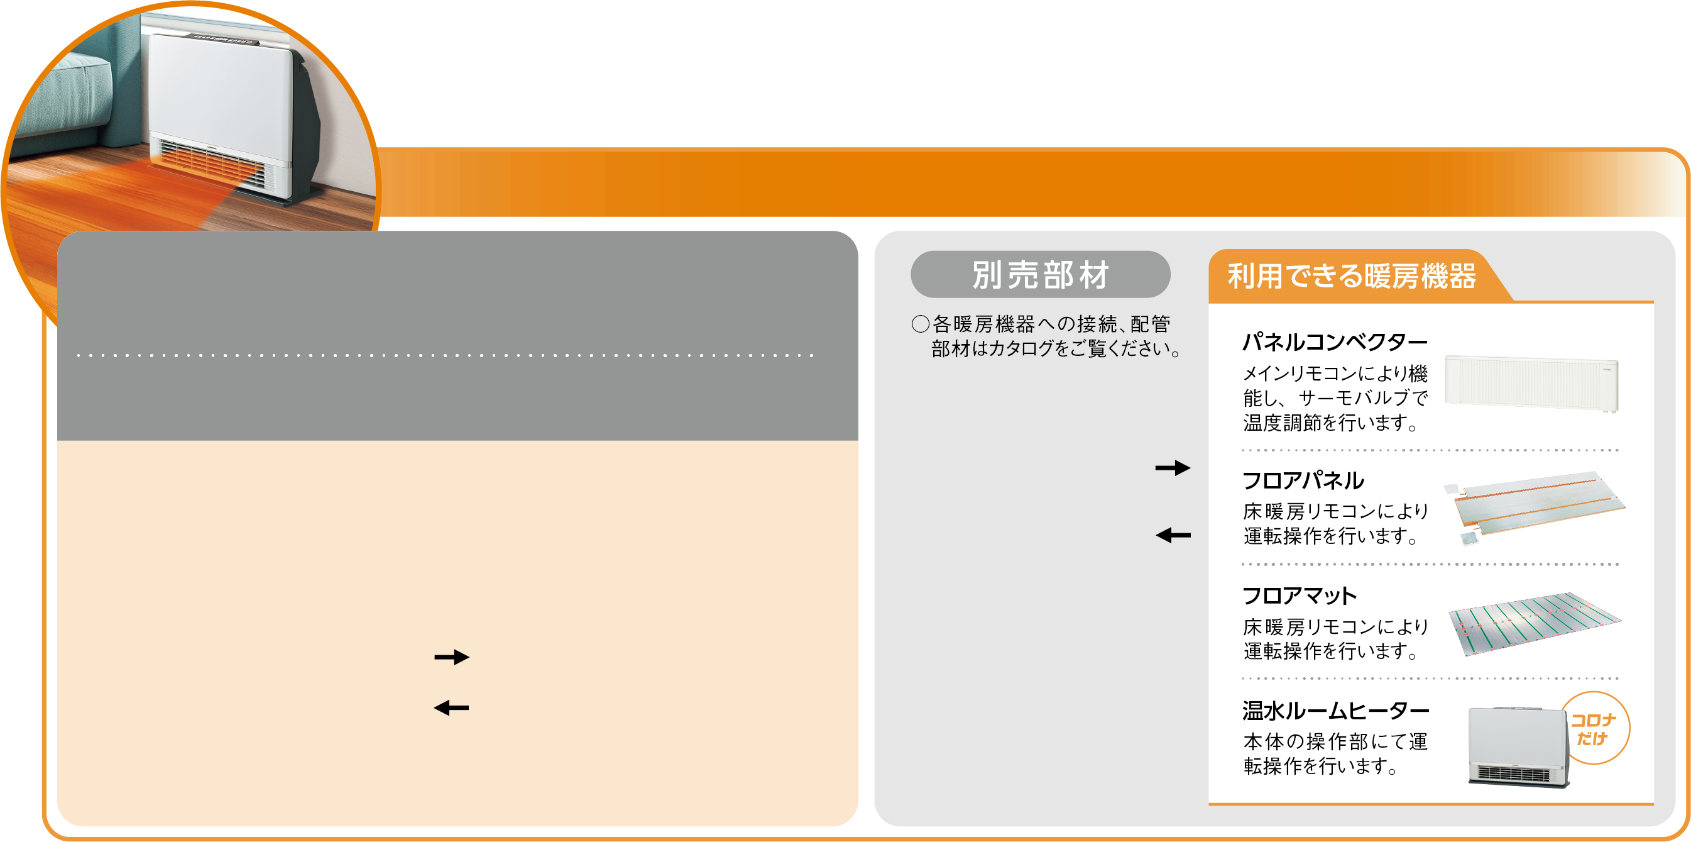 別売部材
○各暖房機器への接続、配管
部材はカタログをご覧ください。
利用できる暖房機器
パネルコンベクター
メインリモコンにより機
能し、サーモバルブで
温度調節を行います。
フロアパネル
床暖房リモコンにより
運転操作を行います。
フロアマット
床暖房リモコンにより
運転操作を行います。
温水ルームヒーター
本体の操作部にて運
転操作を行います。
コロナ
だけ